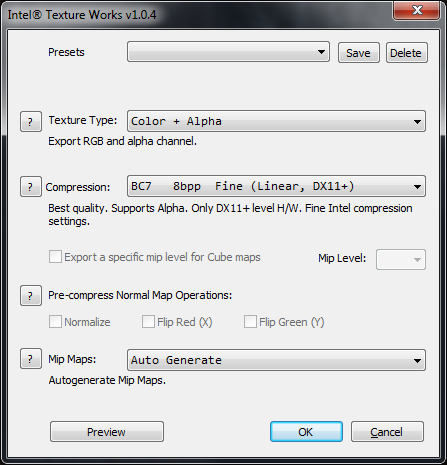 Intel® Texture Works v1.0.4
Presets Save Delete
? Texture Type: Color + Alpha
Export RGB and alpha channel.
? Compression: BC7 8bpp Fine (Linear, DX11+)
Best quality. Supports Alpha. Only DX11+ level H/W. Fine Intel compression
settings.
Export a specific mip level for Cube maps Mip Level:
? Pre-compress Normal Map Operations:
Normalize Flip Red (X) Flip Green (Y)
? Mip Maps: Auto Generate
Autogenerate Mip Maps.
Preview OK Cancel